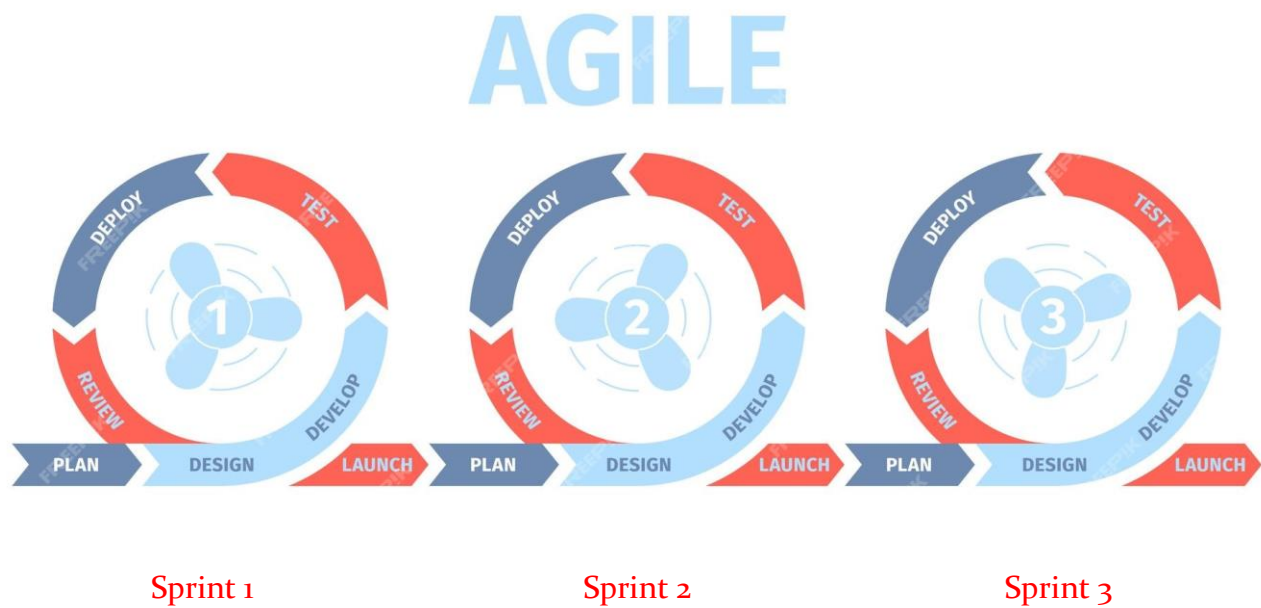 AGILE
DEPLOY
TEST
1
REVIEW
DEVELOP
PLAN
DESIGN
LAUNCH
DEPLOY
TEST
2
REVIEW
DEVELOP
PLAN
DESIGN
LAUNCH
DEPLOY
TEST
3
REVIEW
DEVELOP
PLAN
DESIGN
LAUNCH
Sprint 1
Sprint 2
Sprint 3
FREEPIK